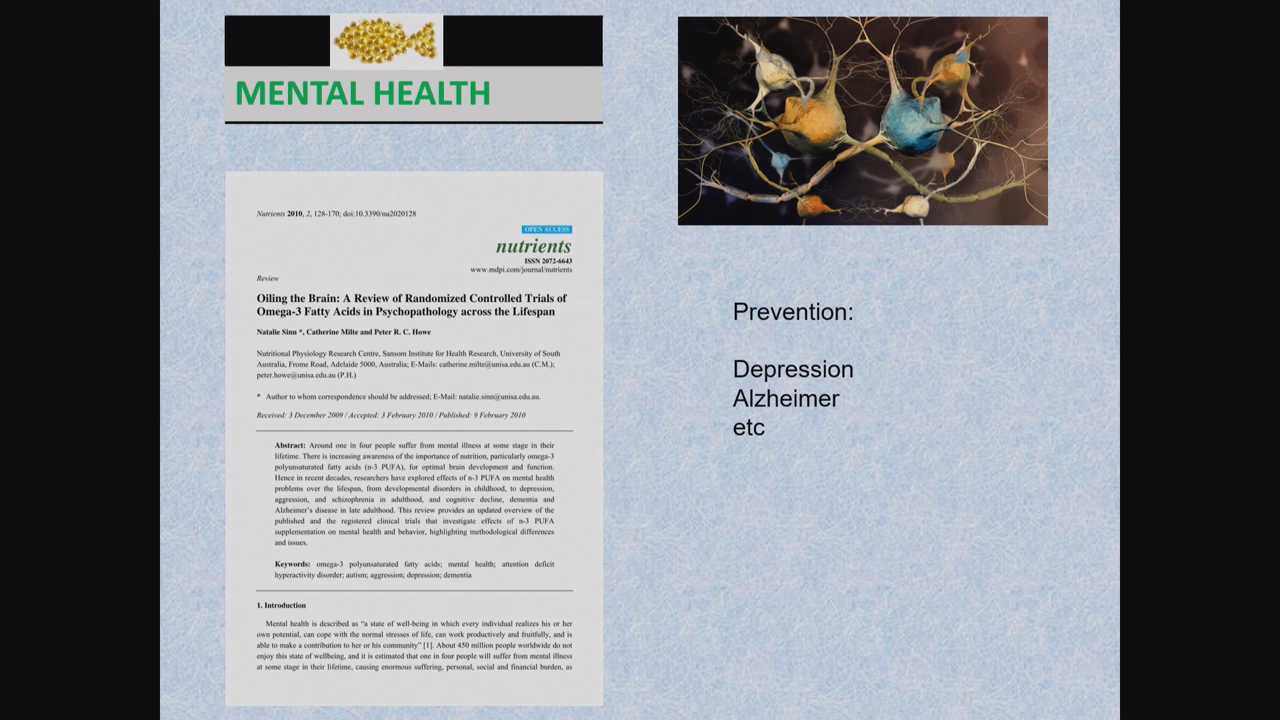 MENTAL HEALTH
Nutrients 2010, 2, 128-170; doi:10.3390/nu2020128
OPEN ACCESS
nutrients
ISSN 2072-6643
www.mdpi.com/journal/nutrients
Review
Oiling the Brain: A Review of Randomized Controlled Trials of
Omega-3 Fatty Acids in Psychopathology across the Lifespan
Natalie Sinn *, Catherine Milte and Peter R. C. Howe
Nutritional Physiology Research Centre, Sansom Institute for Health Research, University of South
Australia, Frome Road, Adelaide 5000, Australia; E-Mails: catherine.milte@unisa.edu.au (C.M.);
peter.howe@unisa.edu.au (P.H.)
* Author to whom correspondence should be addressed; E-Mail: natalie.sinn@unisa.edu.au.
Received: 3 December 2009 / Accepted: 3 February 2010 / Published: 9 February 2010
Abstract: Around one in four people suffer from mental illness at some stage in their
lifetime. There is increasing awareness of the importance of nutrition, particularly omega-3
polyunsaturated fatty acids (n-3 PUFA), for optimal brain development and function.
Hence in recent decades, researchers have explored effects of n-3 PUFA on mental health
problems over the lifespan, from developmental disorders in childhood, to depression,
aggression, and schizophrenia in adulthood, and cognitive decline, dementia and
Alzheimer's disease in late adulthood. This review provides an updated overview of the
published and the registered clinical trials that investigate effects of n-3 PUFA
supplementation on mental health and behavior, highlighting methodological differences
and issues.
Keywords: omega-3 polyunsaturated fatty acids; mental health; attention deficit
hyperactivity disorder; autism; aggression; depression; dementia
1. Introduction
Mental health is described as “a state of well-being in which every individual realizes his or her
own potential, can cope with the normal stresses of life, can work productively and fruitfully, and is
able to make a contribution to her or his community” [1]. About 450 million people worldwide do not
enjoy this state of wellbeing, and it is estimated that one in four people will suffer from mental illness
at some stage in their lifetime, causing enormous suffering, personal, social and financial burden, as
Prevention:
Depression
Alzheimer
etc